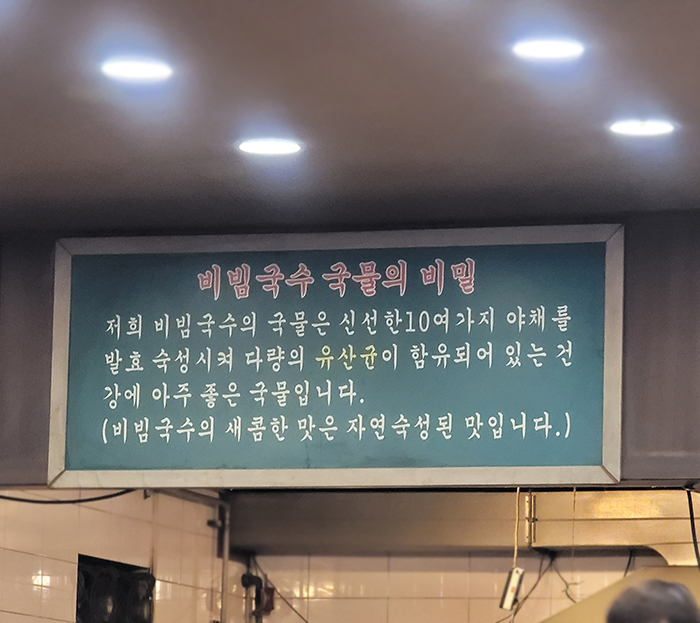 비빔국수 국물의 비밀
저희 비빔국수의 국물은 신선한10여가지 야채를
발효 숙성시켜 다량의 유산균이 함유되어 있는 건
강에 아주 좋은 국물입니다.
(비빔국수의 새콤한 맛은 자연숙성된 맛입니다.)